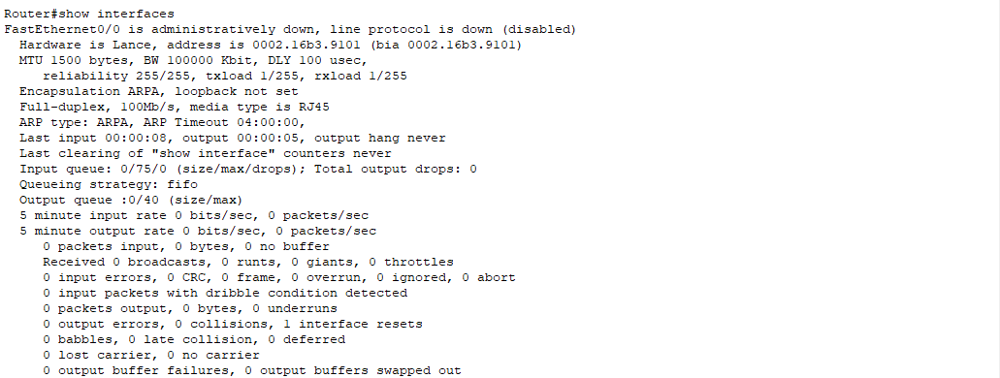 Router#show interfaces
FastEthernet0/0 is administratively down, line protocol is down (disabled)
Hardware is Lance, address is 0002.16b3.9101 (bia 0002.16b3.9101)
MTU 1500 bytes, BW 100000 Kbit, DLY 100 usec,
reliability 255/255, txload 1/255, rxload 1/255
Encapsulation ARPA, loopback not set
Full-duplex, 100Mb/s, media type is RJ45
ARP type: ARPA, ARP Timeout 04:00:00,
Last input 00:00:08, output 00:00:05, output hang never
Last clearing of "show interface" counters never
Input queue: 0/75/0 (size/max/drops); Total output drops: 0
Queueing strategy: fifo
Output queue :0/40 (size/max)
5 minute input rate 0 bits/sec, 0 packets/sec
5 minute output rate 0 bits/sec, 0 packets/sec
0 packets input, 0 bytes, 0 no buffer
Received 0 broadcasts, 0 runts, 0 giants, 0 throttles
0 input errors, 0 CRC, 0 frame, 0 overrun, 0 ignored, 0 abort
0 input packets with dribble condition detected
0 packets output, 0 bytes, 0 underruns
0 output errors, 0 collisions, 1 interface resets
0 babbles, 0 late collision, 0 deferred
0 lost carrier, 0 no carrier
0 output buffer failures, 0 output buffers swapped out